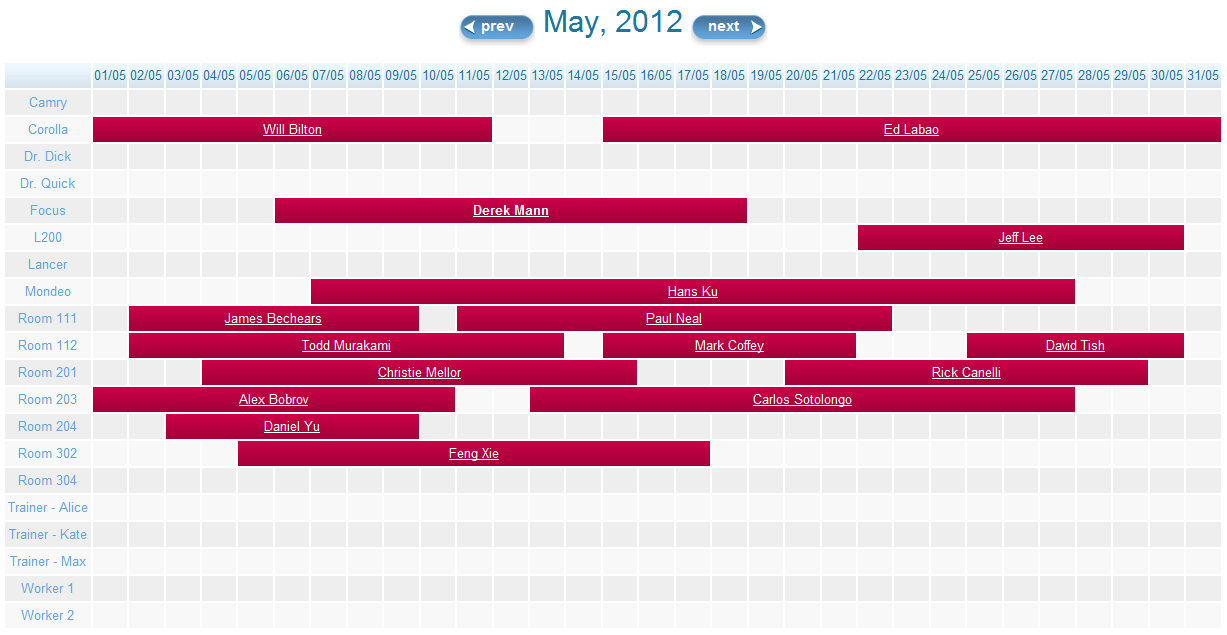 prev May, 2012 next
01/05 02/05 03/05 04/05 05/05 06/05 07/05 08/05 09/05 10/05 11/05 12/05 13/05 14/05 15/05 16/05 17/05 18/05 19/05 20/05 21/05 22/05 23/05 24/05 25/05 26/05 27/05 28/05 29/05 30/05 31/05
Camry
Corolla Will Bilton Ed Labao
Dr. Dick
Dr. Quick
Focus Derek Mann
L200 Jeff Lee
Lancer
Mondeo Hans Ku
Room 111 James Bechears Paul Neal
Room 112 Todd Murakami Mark Coffey David Tish
Room 201 Christie Mellor Rick Canelli
Room 203 Alex Bobrov Carlos Sotolongo
Room 204 Daniel Yu
Room 302 Feng Xie
Room 304
Trainer - Alice
Trainer - Kate
Trainer - Max
Worker 1
Worker 2